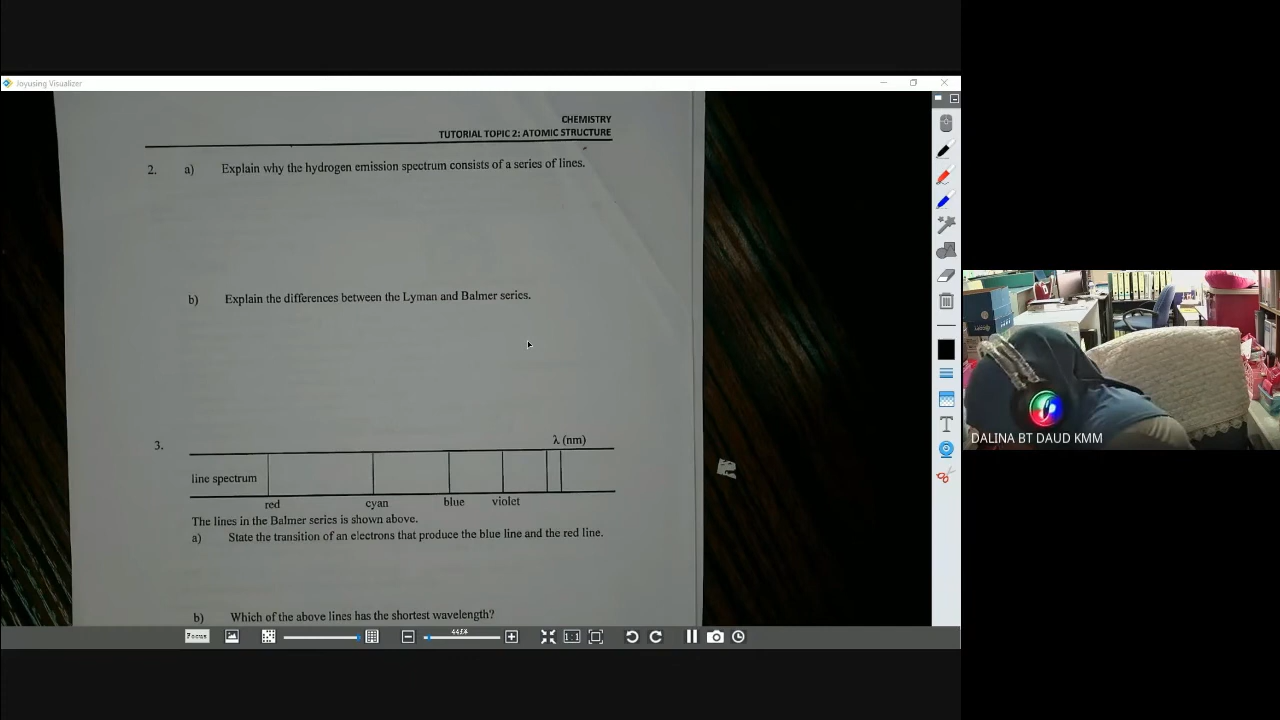 Joyusing Visualizer
CHEMISTRY
TUTORIAL TOPIC 2: ATOMIC STRUCTURE
2. a) Explain why the hydrogen emission spectrum consists of a series of lines.
b) Explain the differences between the Lyman and Balmer series.
3.
λ (nm)
line spectrum
red cyan blue violet
The lines in the Balmer series is shown above.
a) State the transition of an electrons that produce the blue line and the red line.
b) Which of the above lines has the shortest wavelength?
Focus
1:1
T
DALINA BT DAUD KMM